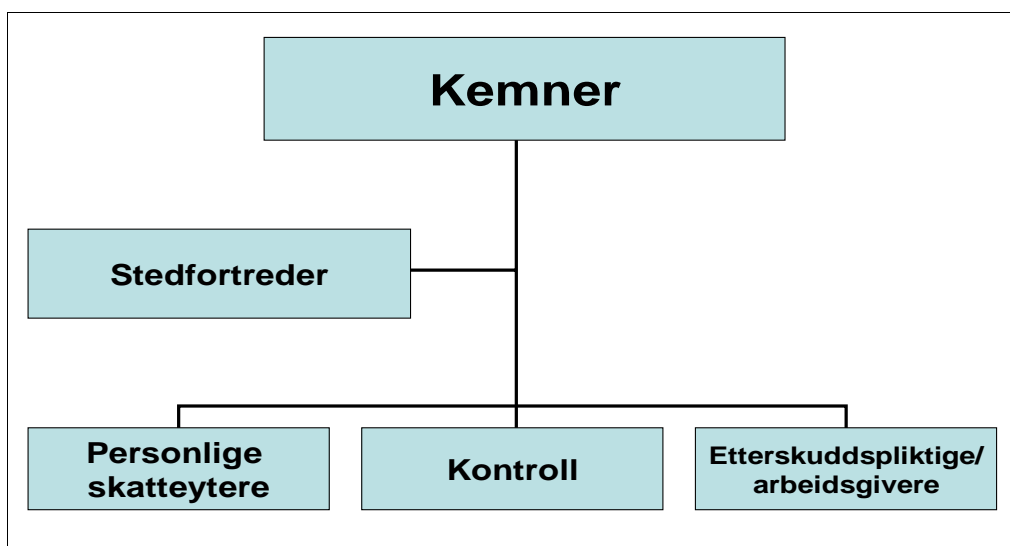 Kemner
Stedfortreder
Personlige
skatteytere
Kontroll
Etterskuddspliktige/
arbeidsgivere